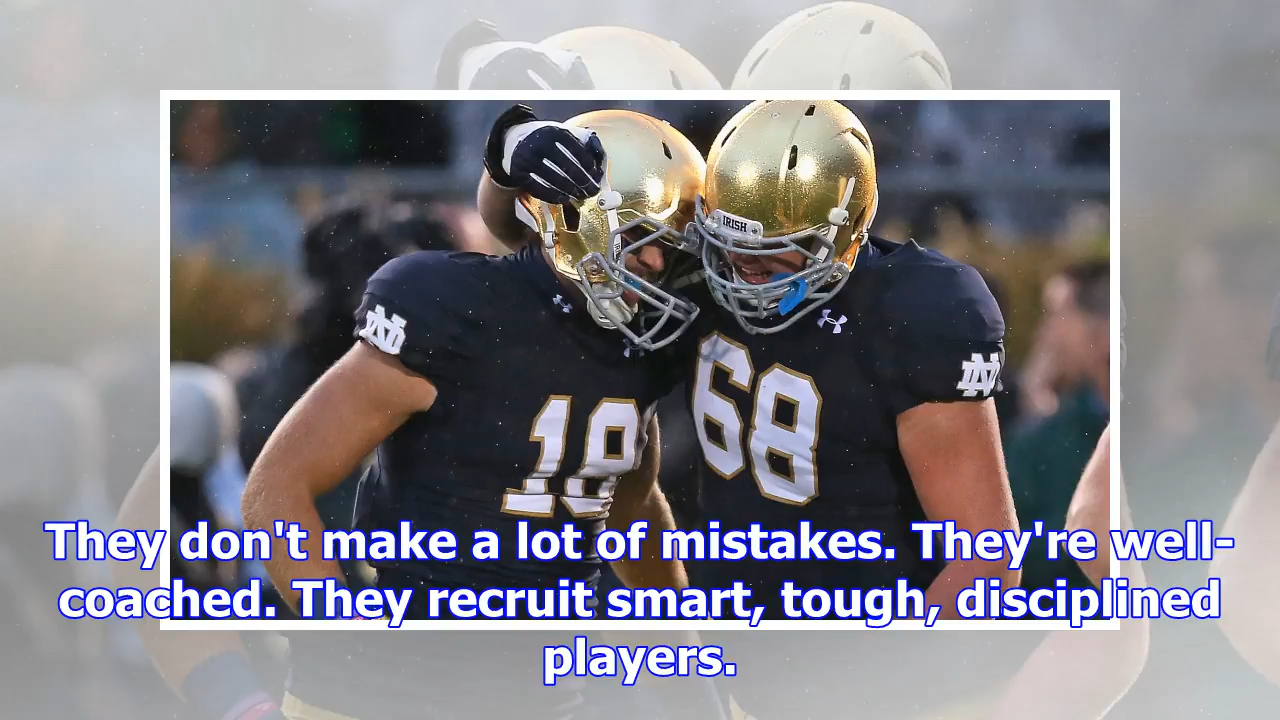 IRISH
ND
ND
18
68
They don't make a lot of mistakes. They're well-
coached. They recruit smart, tough, disciplined
players.